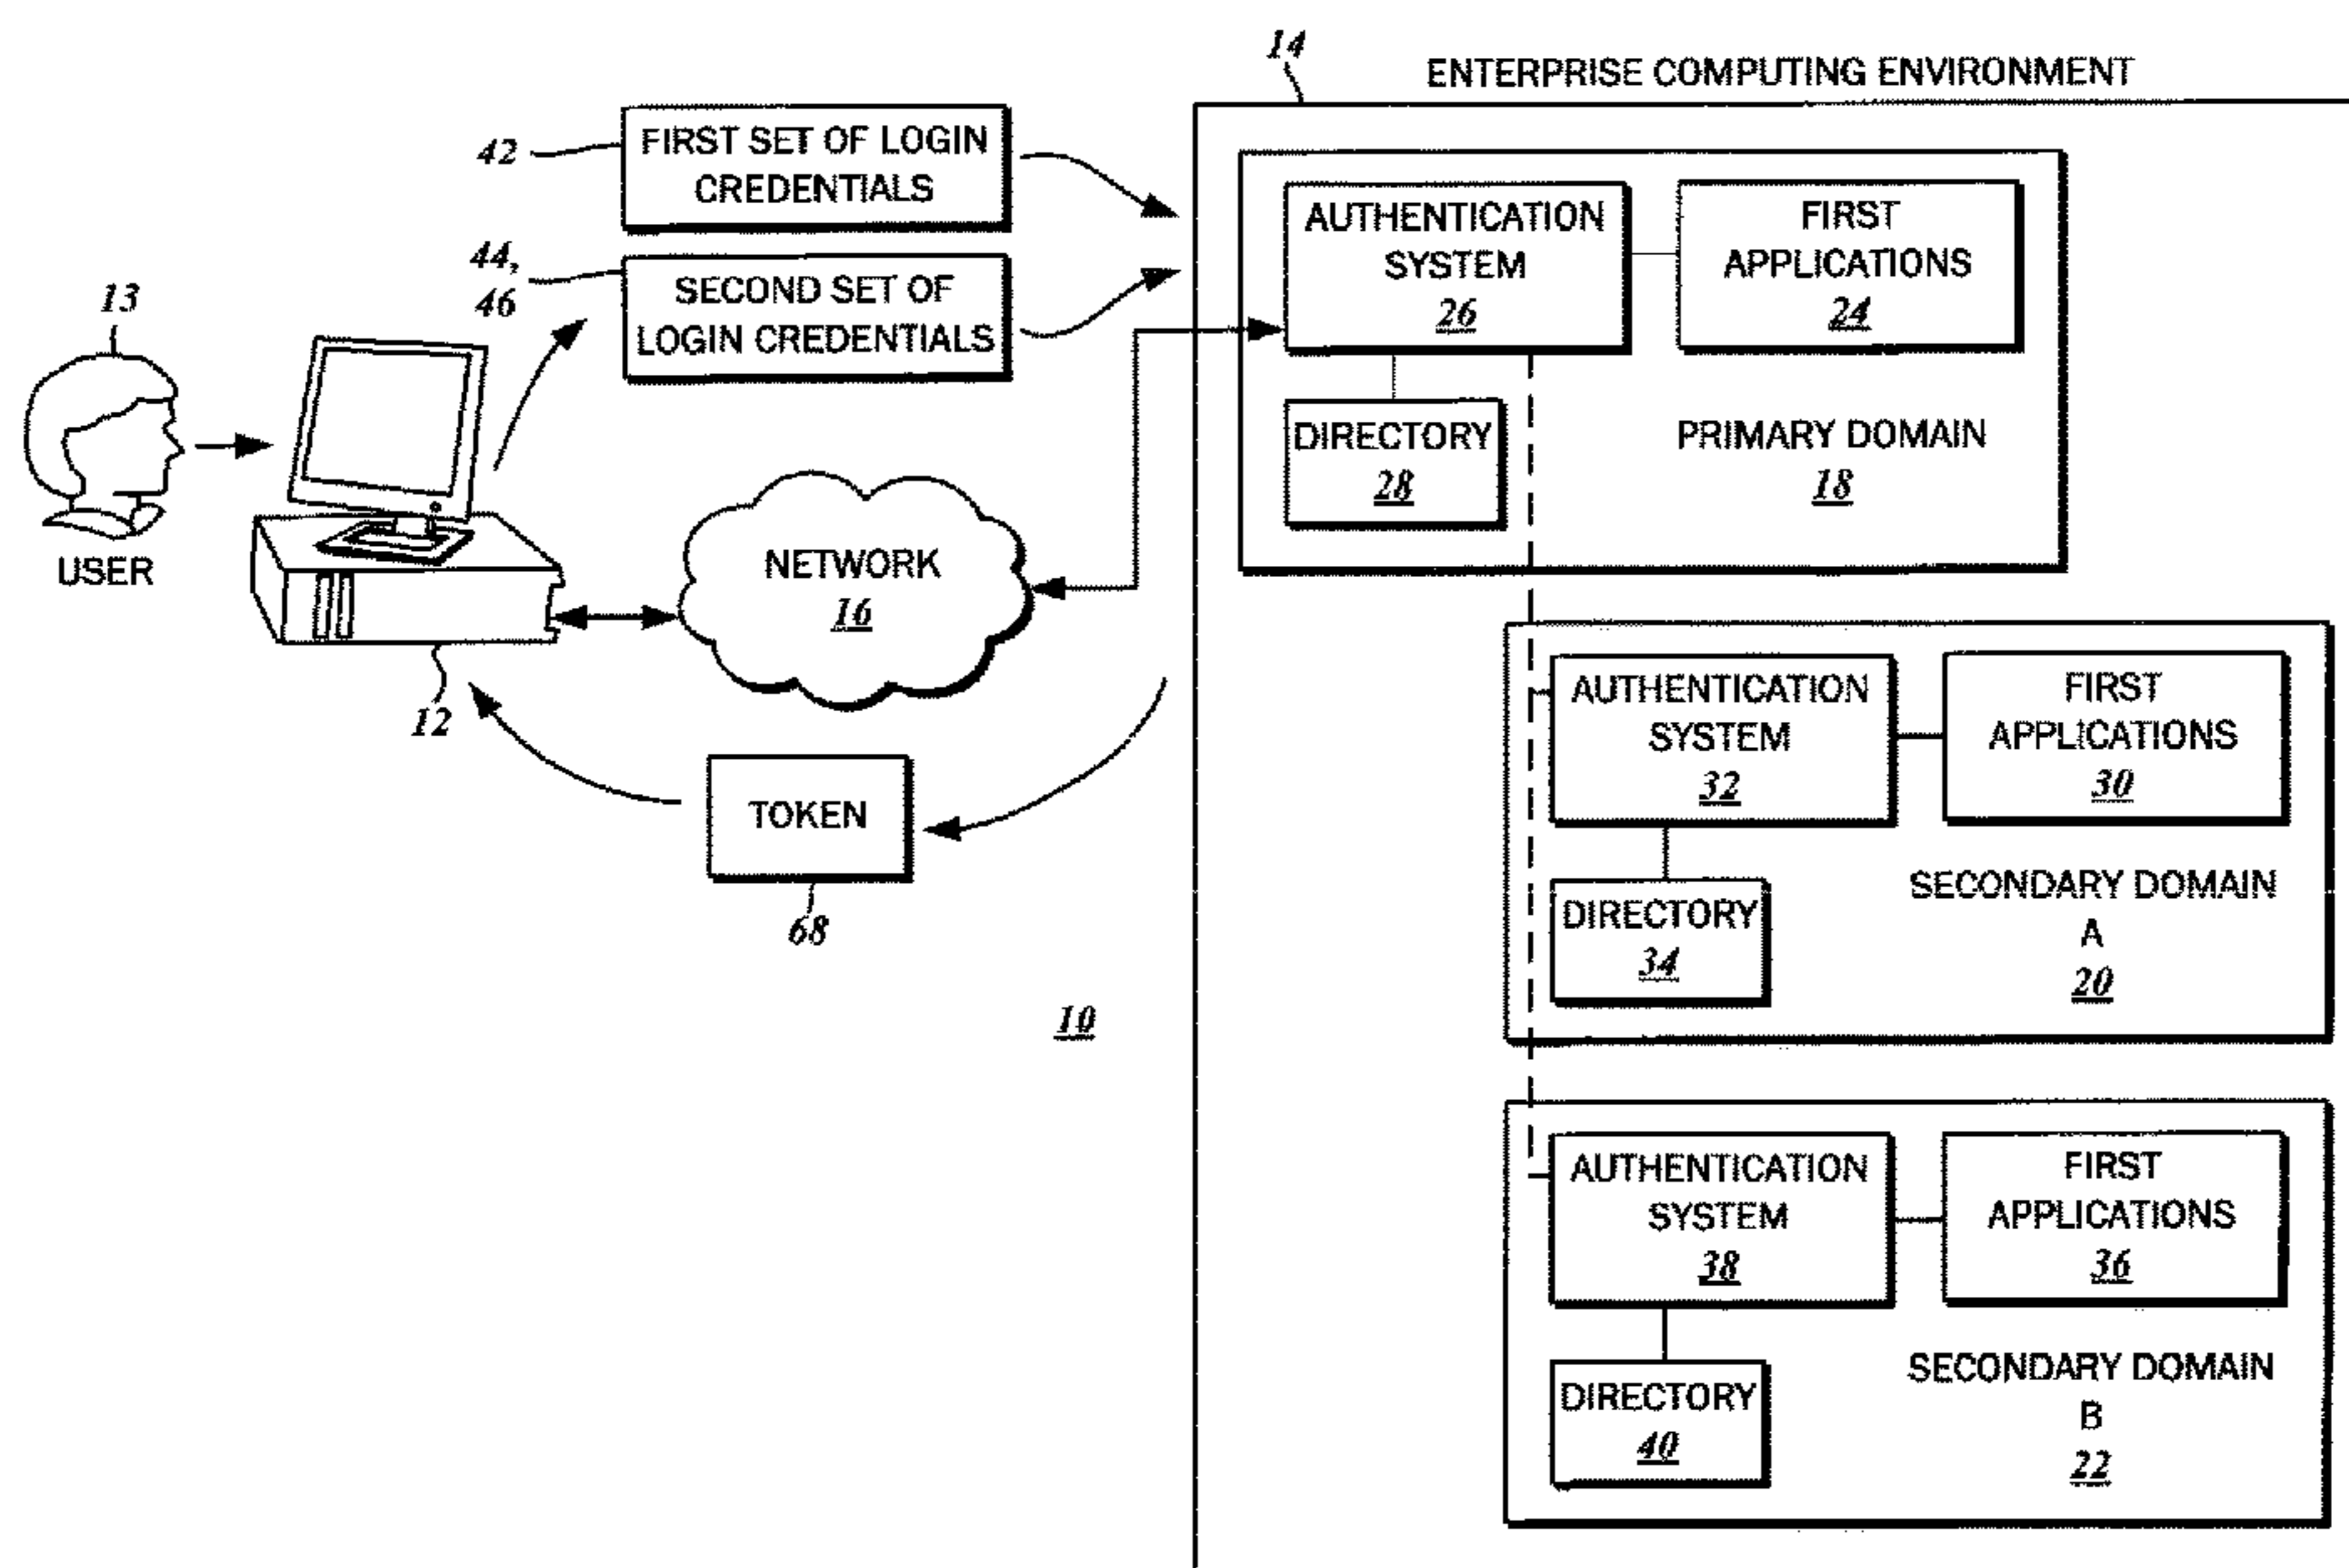 14
ENTERPRISE COMPUTING ENVIRONMENT
42
FIRST SET OF LOGIN
CREDENTIALS
44,
46
SECOND SET OF
LOGIN CREDENTIALS
13
USER
12
NETWORK
16
TOKEN
68
10
AUTHENTICATION
SYSTEM
26
FIRST
APPLICATIONS
24
DIRECTORY
28
PRIMARY DOMAIN
18
AUTHENTICATION
SYSTEM
32
FIRST
APPLICATIONS
30
DIRECTORY
34
SECONDARY DOMAIN
A
20
AUTHENTICATION
SYSTEM
38
FIRST
APPLICATIONS
36
DIRECTORY
40
SECONDARY DOMAIN
B
22